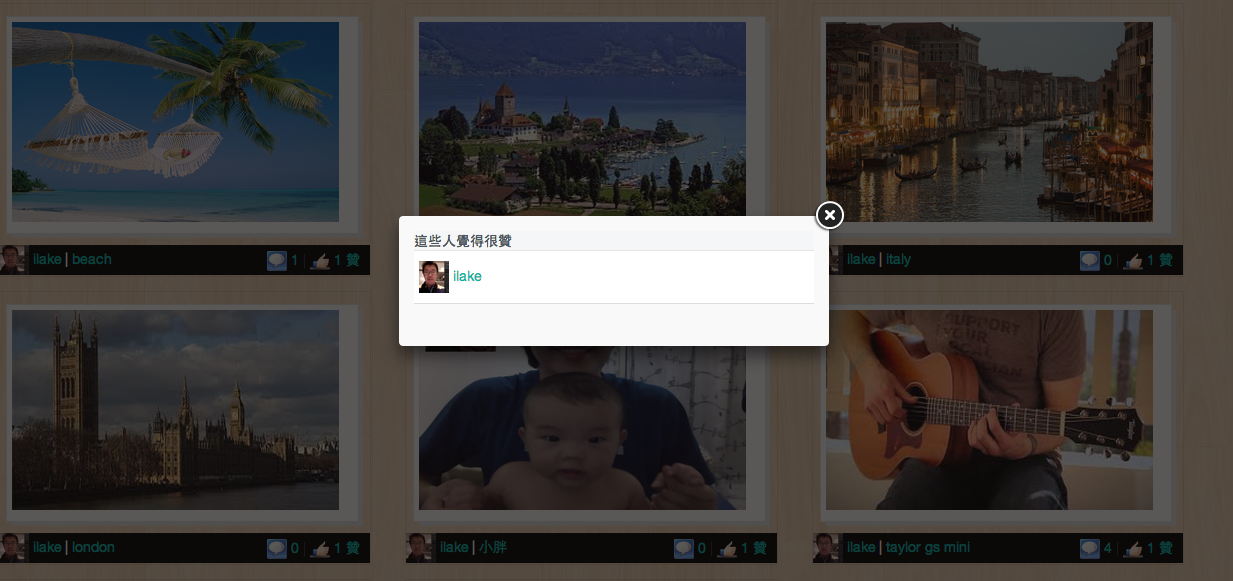 這些人覺得很贊
ilake
ilake | beach
1
1 贊
ilake | italy
0
1 贊
SUPPORT
ilake | london
0
1 贊
ilake | 小胖
0
1 贊
ilake | taylor gs mini
4
1 贊